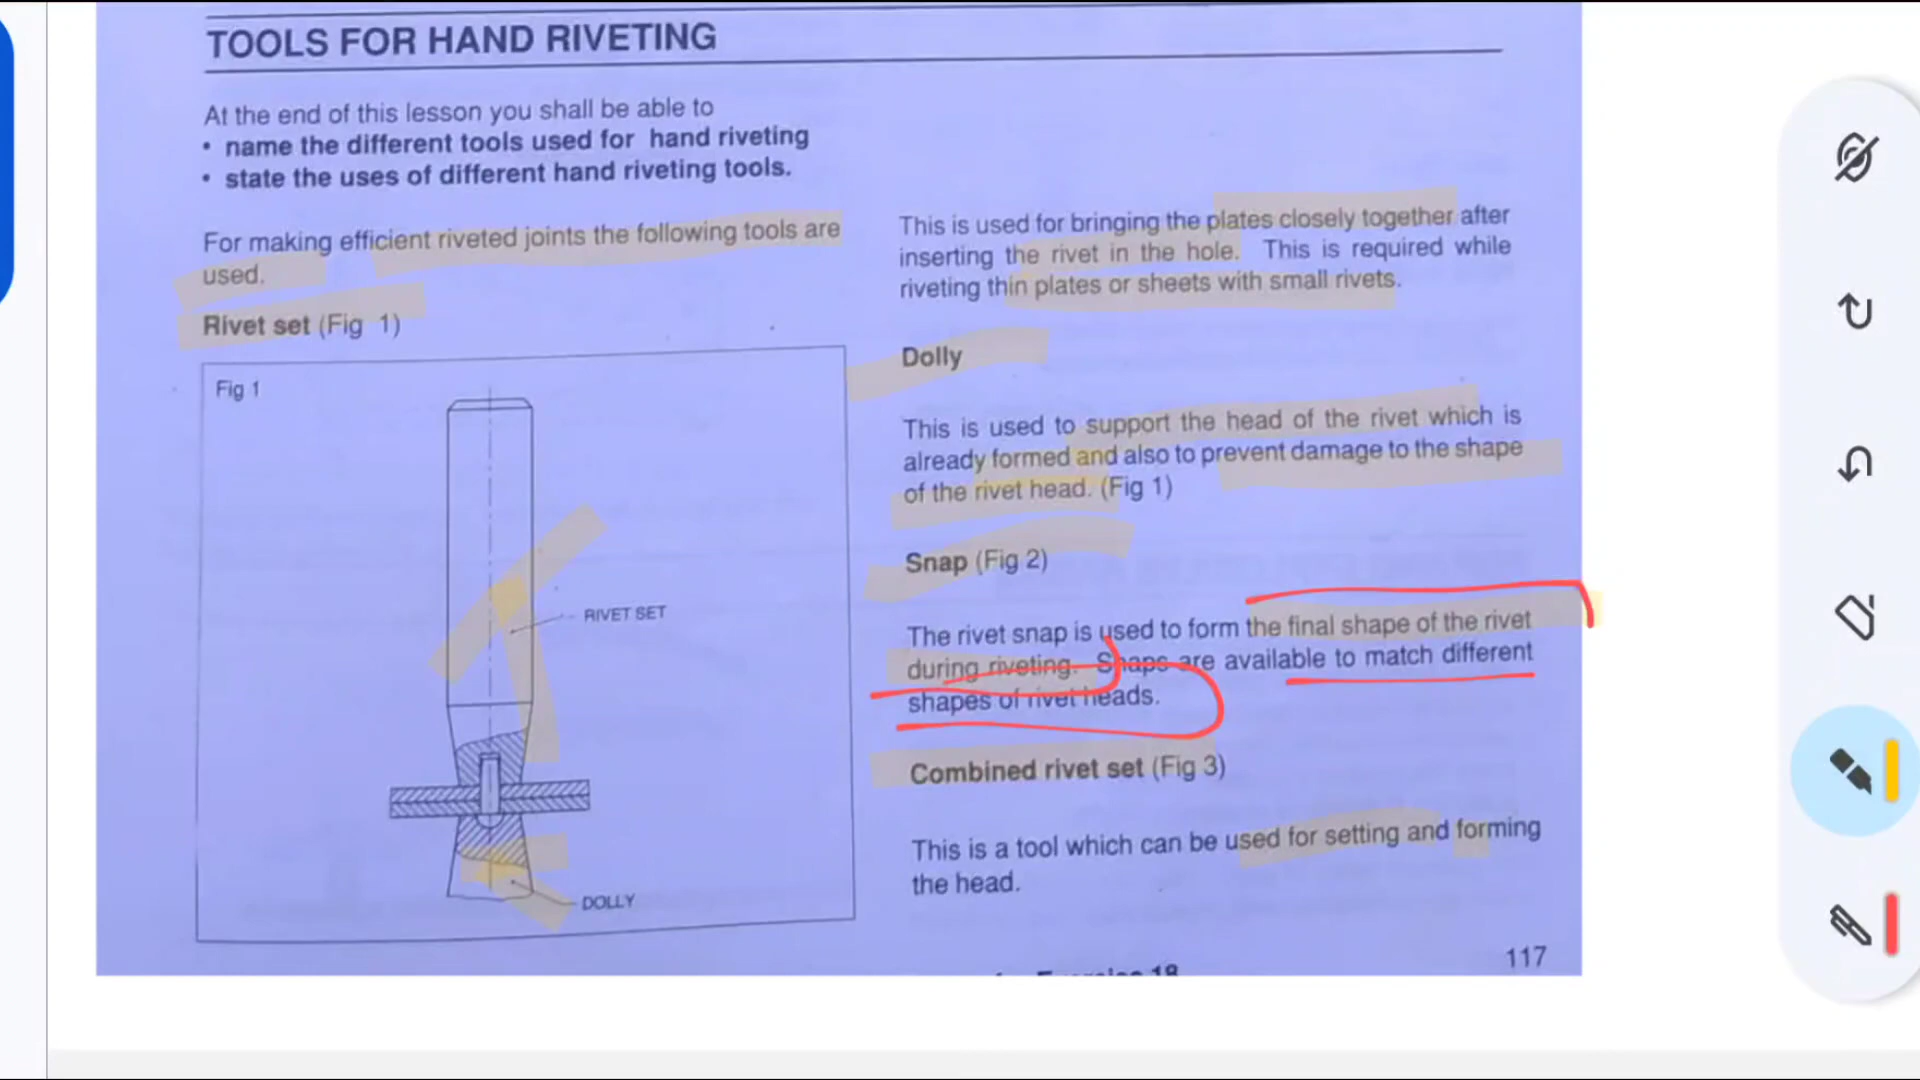 TOOLS FOR HAND RIVETING
At the end of this lesson you shall be able to
• name the different tools used for hand riveting
• state the uses of different hand riveting tools.
For making efficient riveted joints the following tools are
used.
Rivet set (Fig 1)
Fig 1
RIVET SET
DOLLY
This is used for bringing the plates closely together after
inserting the rivet in the hole. This is required while
riveting thin plates or sheets with small rivets.
Dolly
This is used to support the head of the rivet which is
already formed and also to prevent damage to the shape
of the rivet head. (Fig 1)
Snap (Fig 2)
The rivet snap is used to form the final shape of the rivet
during riveting. Snaps are available to match different
shapes of rivet heads.
Combined rivet set (Fig 3)
This is a tool which can be used for setting and forming
the head.
117